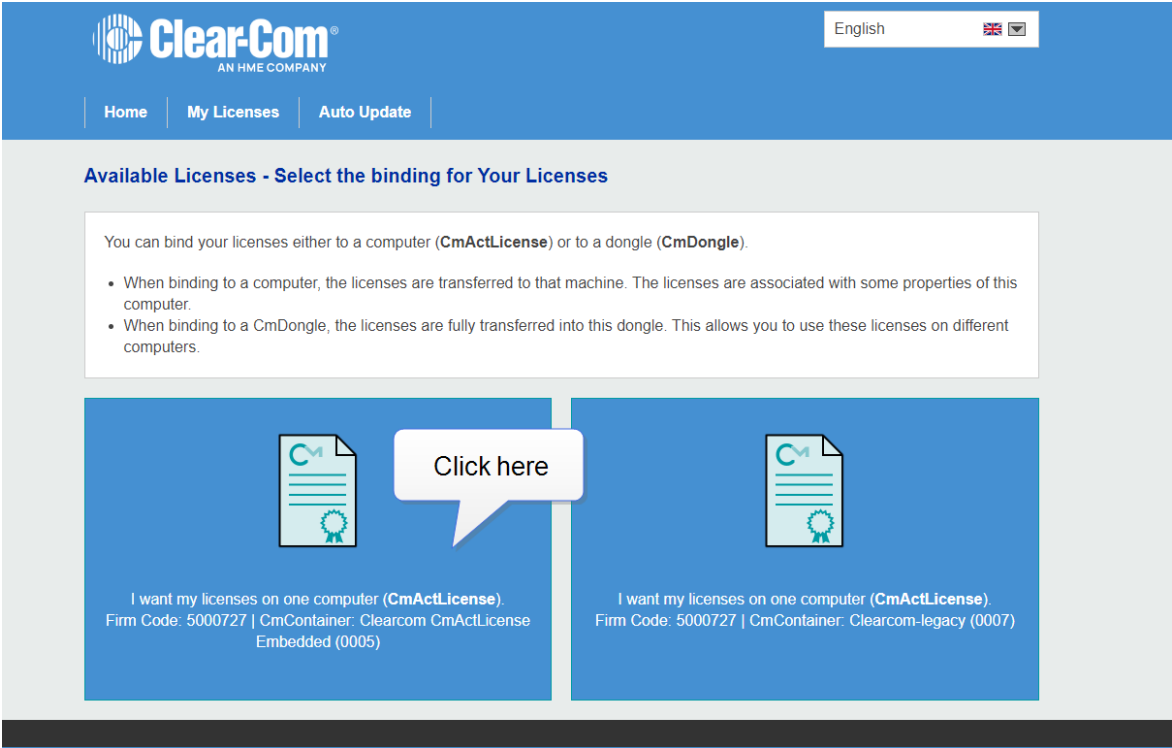 Clear-Com®
AN HME COMPANY
English
Home
My Licenses
Auto Update
Available Licenses - Select the binding for Your Licenses
You can bind your licenses either to a computer (CmActLicense) or to a dongle (CmDongle).
• When binding to a computer, the licenses are transferred to that machine. The licenses are associated with some properties of this
computer.
• When binding to a CmDongle, the licenses are fully transferred into this dongle. This allows you to use these licenses on different
computers.
CM
Click here
I want my licenses on one computer (CmActLicense).
Firm Code: 5000727 | CmContainer: Clearcom CmActLicense
Embedded (0005)
CM
I want my licenses on one computer (CmActLicense).
Firm Code: 5000727 | CmContainer: Clearcom-legacy (0007)